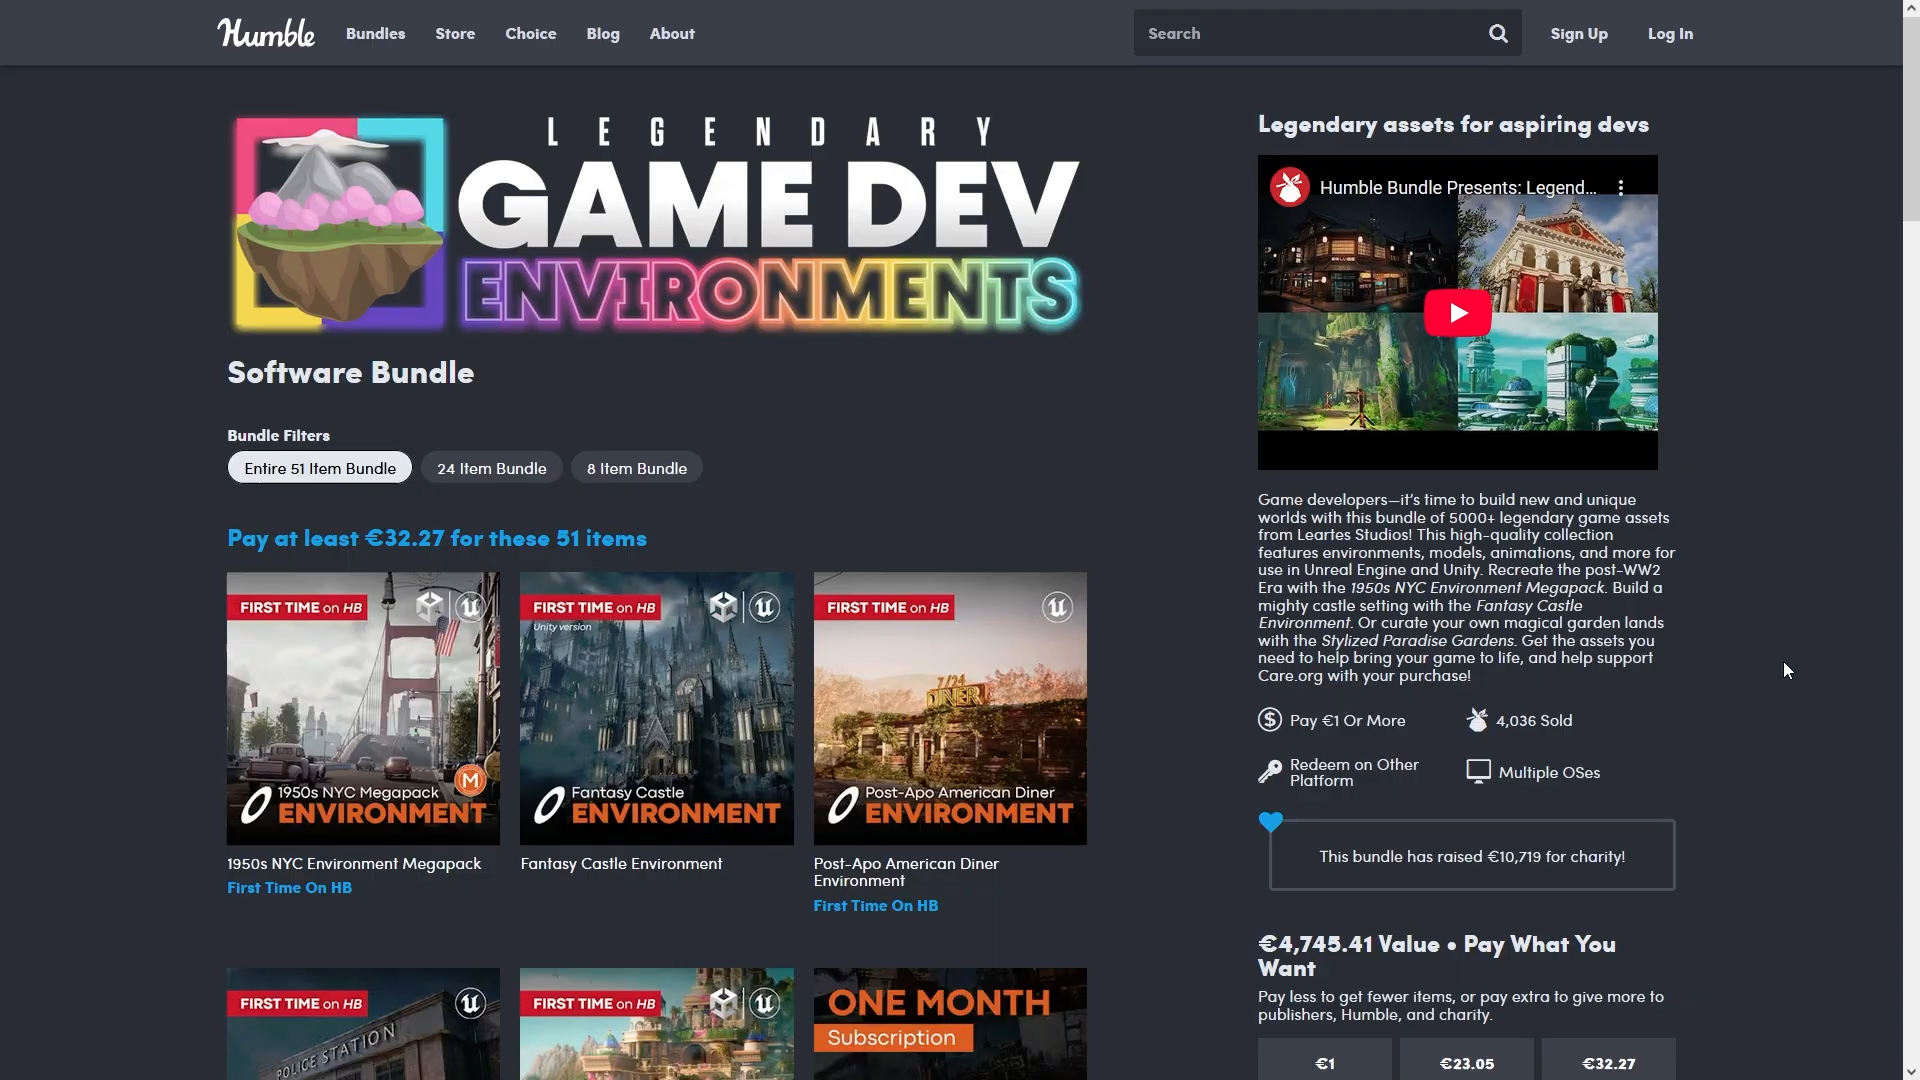 Humble
Bundles
Store
Choice
Blog
About
Search
Sign Up
Log In
LEGENDARY
GAME DEV
ENVIRONMENTS
Software Bundle
Bundle Filters
Entire 51 Item Bundle
24 Item Bundle
8 Item Bundle
Pay at least €32.27 for these 51 items
FIRST TIME on HB
M
1950s NYC Megapack
ENVIRONMENT
1950s NYC Environment Megapack
First Time On HB
FIRST TIME on HB
Unity version
Fantasy Castle
ENVIRONMENT
Fantasy Castle Environment
FIRST TIME on HB
7/24
DINER
Post-Apo American Diner
ENVIRONMENT
Post-Apo American Diner
Environment
First Time On HB
FIRST TIME on HB
POLICE STATION
FIRST TIME on HB
ONE MONTH
Subscription
Legendary assets for aspiring devs
Humble Bundle Presents: Legend...
Game developers—it's time to build new and unique
worlds with this bundle of 5000+ legendary game assets
from Leartes Studios! This high-quality collection
features environments, models, animations, and more for
use in Unreal Engine and Unity. Recreate the post-WW2
Era with the 1950s NYC Environment Megapack. Build a
mighty castle setting with the Fantasy Castle
Environment. Or curate your own magical garden lands
with the Stylized Paradise Gardens. Get the assets you
need to help bring your game to life, and help support
Care.org with your purchase!
Pay €1 Or More
4,036 Sold
Redeem on Other
Platform
Multiple OSes
This bundle has raised €10,719 for charity!
€4,745.41 Value • Pay What You
Want
Pay less to get fewer items, or pay extra to give more to
publishers, Humble, and charity.
€1
€23.05
€32.27